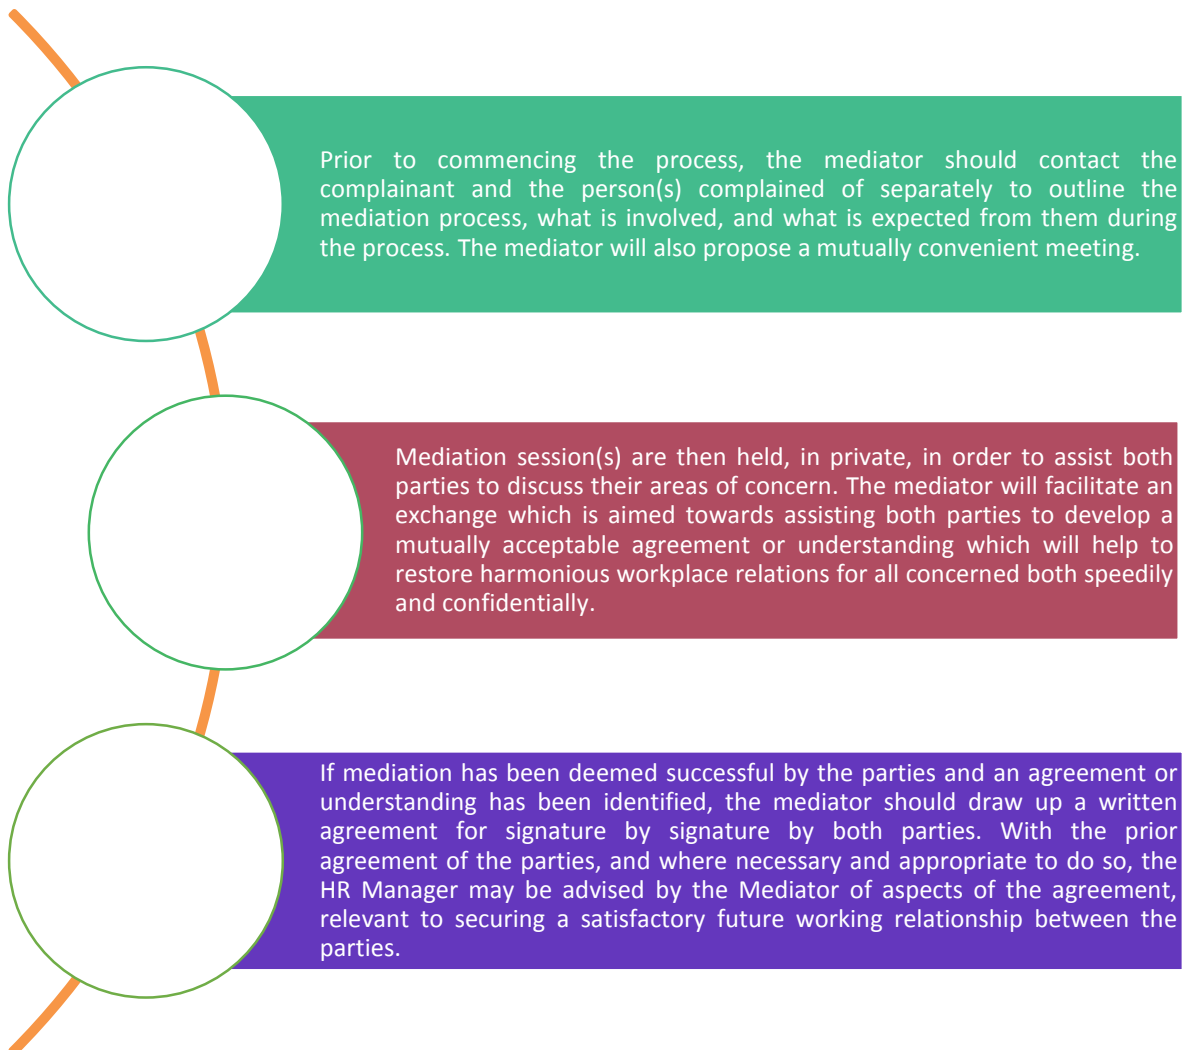 Prior to commencing the process, the mediator should contact the
complainant and the person(s) complained of separately to outline the
mediation process, what is involved, and what is expected from them during
the process. The mediator will also propose a mutually convenient meeting.
Mediation session(s) are then held, in private, in order to assist both
parties to discuss their areas of concern. The mediator will facilitate an
exchange which is aimed towards assisting both parties to develop a
mutually acceptable agreement or understanding which will help to
restore harmonious workplace relations for all concerned both speedily
and confidentially.
If mediation has been deemed successful by the parties and an agreement or
understanding has been identified, the mediator should draw up a written
agreement for signature by signature by both parties. With the prior
agreement of the parties, and where necessary and appropriate to do so, the
HR Manager may be advised by the Mediator of aspects of the agreement,
relevant to securing a satisfactory future working relationship between the
parties.